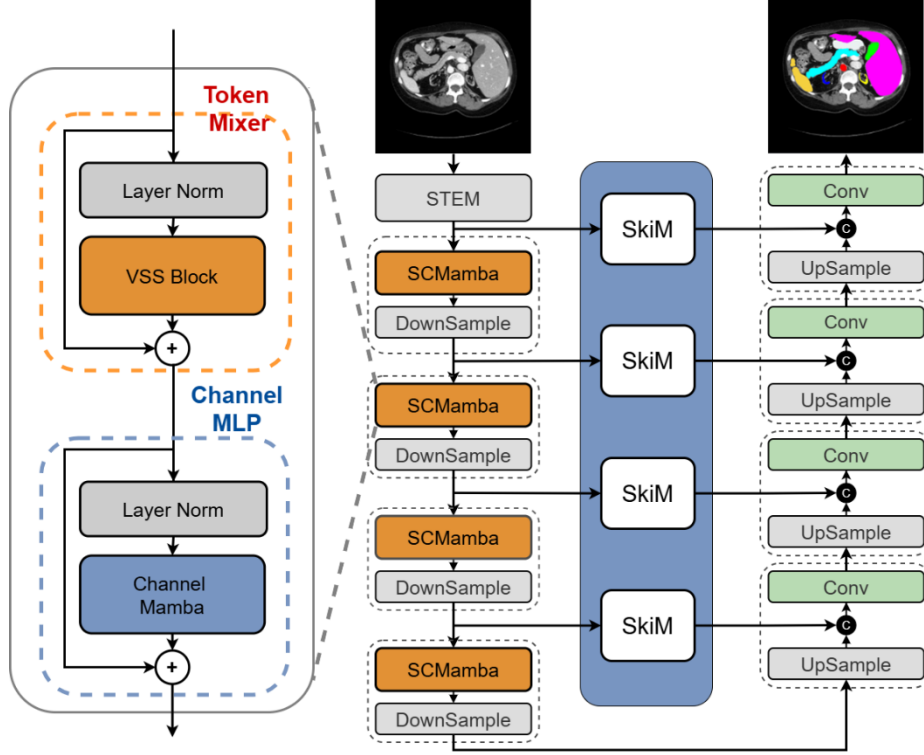 Token
Mixer
Layer Norm
VSS Block
+
Channel
MLP
Layer Norm
Channel
Mamba
+
STEM
SCMamba
DownSample
SCMamba
DownSample
SCMamba
DownSample
SCMamba
DownSample
SkiM
SkiM
SkiM
SkiM
Conv
C
UpSample
Conv
C
UpSample
Conv
C
UpSample
Conv
C
UpSample